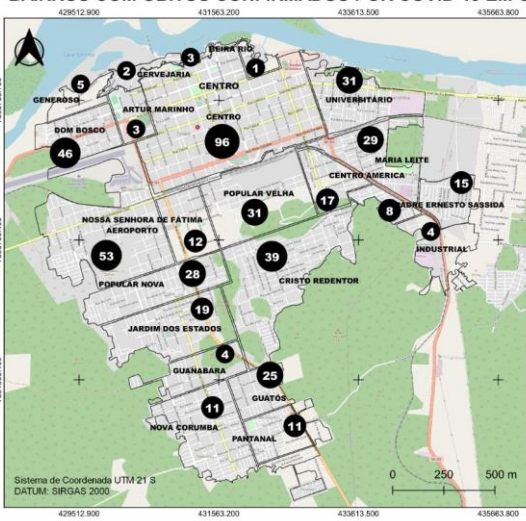 BAIRROS COM ÓBITOS CONFIRMADOS POR COVID-19 EM C
429512.900 431563.200 433613.500 435663.800
BEIRA RIO
3
1
2
CERVEJARIA
5
GENEROSO
CENTRO
31
UNIVERSITÁRIO
ARTUR MARINHO
CENTRO
DOM BOSCO
3
96
29
46
MARIA LEITE
CENTRO AMERICA
15
POPULAR VELHA
17
PADRE ERNESTO SASSIDA
8
31
NOSSA SENHORA DE FÁTIMA
AEROPORTO
12
4
INDUSTRIAL
53
39
28
POPULAR NOVA
CRISTO REDENTOR
19
JARDIM DOS ESTADOS
4
GUANABARA
25
GUATÓS
11
NOVA CORUMBA
11
PANTANAL
Sistema de Coordenada UTM 21 S
DATUM: SIRGAS 2000
0 250 500 m
429512.900 431563.200 433613.500 435663.800